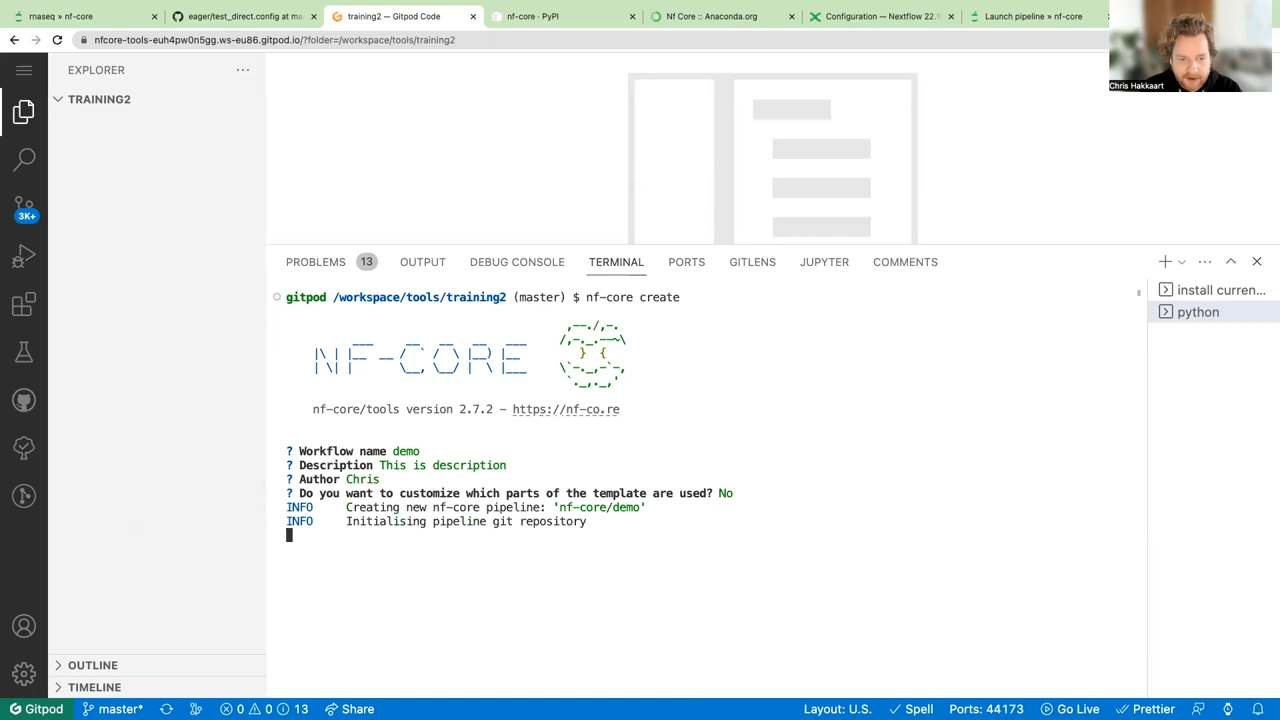 rnaseq » nf-core
eager/test_direct.config at ma
training2 — Gitpod Code
nf-core · PyPI
Nf Core :: Anaconda.org
Configuration — Nextflow 22.1
Launch pipeline » nf-core
nfcore-tools-euh4pw0n5gg.ws-eu86.gitpod.io/?folder=/workspace/tools/training2
Chris Hakkaart
EXPLORER
TRAINING2
3K+
PROBLEMS 13 OUTPUT DEBUG CONSOLE TERMINAL PORTS GITLENS JUPYTER COMMENTS
gitpod /workspace/tools/training2 (master) $ nf-core create
install curren...
python
NF-CORE
nf-core/tools version 2.7.2 – https://nf-co.re
? Workflow name demo
? Description This is description
? Author Chris
? Do you want to customize which parts of the template are used? No
INFO Creating new nf-core pipeline: 'nf-core/demo'
INFO Initialising pipeline git repository
OUTLINE
TIMELINE
Gitpod master* 0 0 13 Share Layout: U.S. Spell Ports: 44173 Go Live Prettier